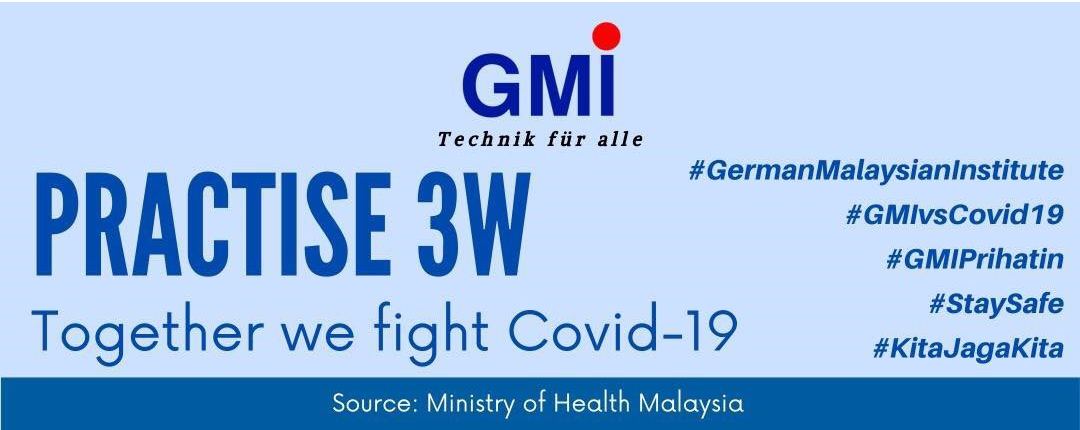 GMI
Technik für alle
PRACTISE 3W
Together we fight Covid-19
#GermanMalaysianInstitute
#GMIvsCovid19
#GMIPrihatin
#StaySafe
#KitaJagaKita
Source: Ministry of Health Malaysia